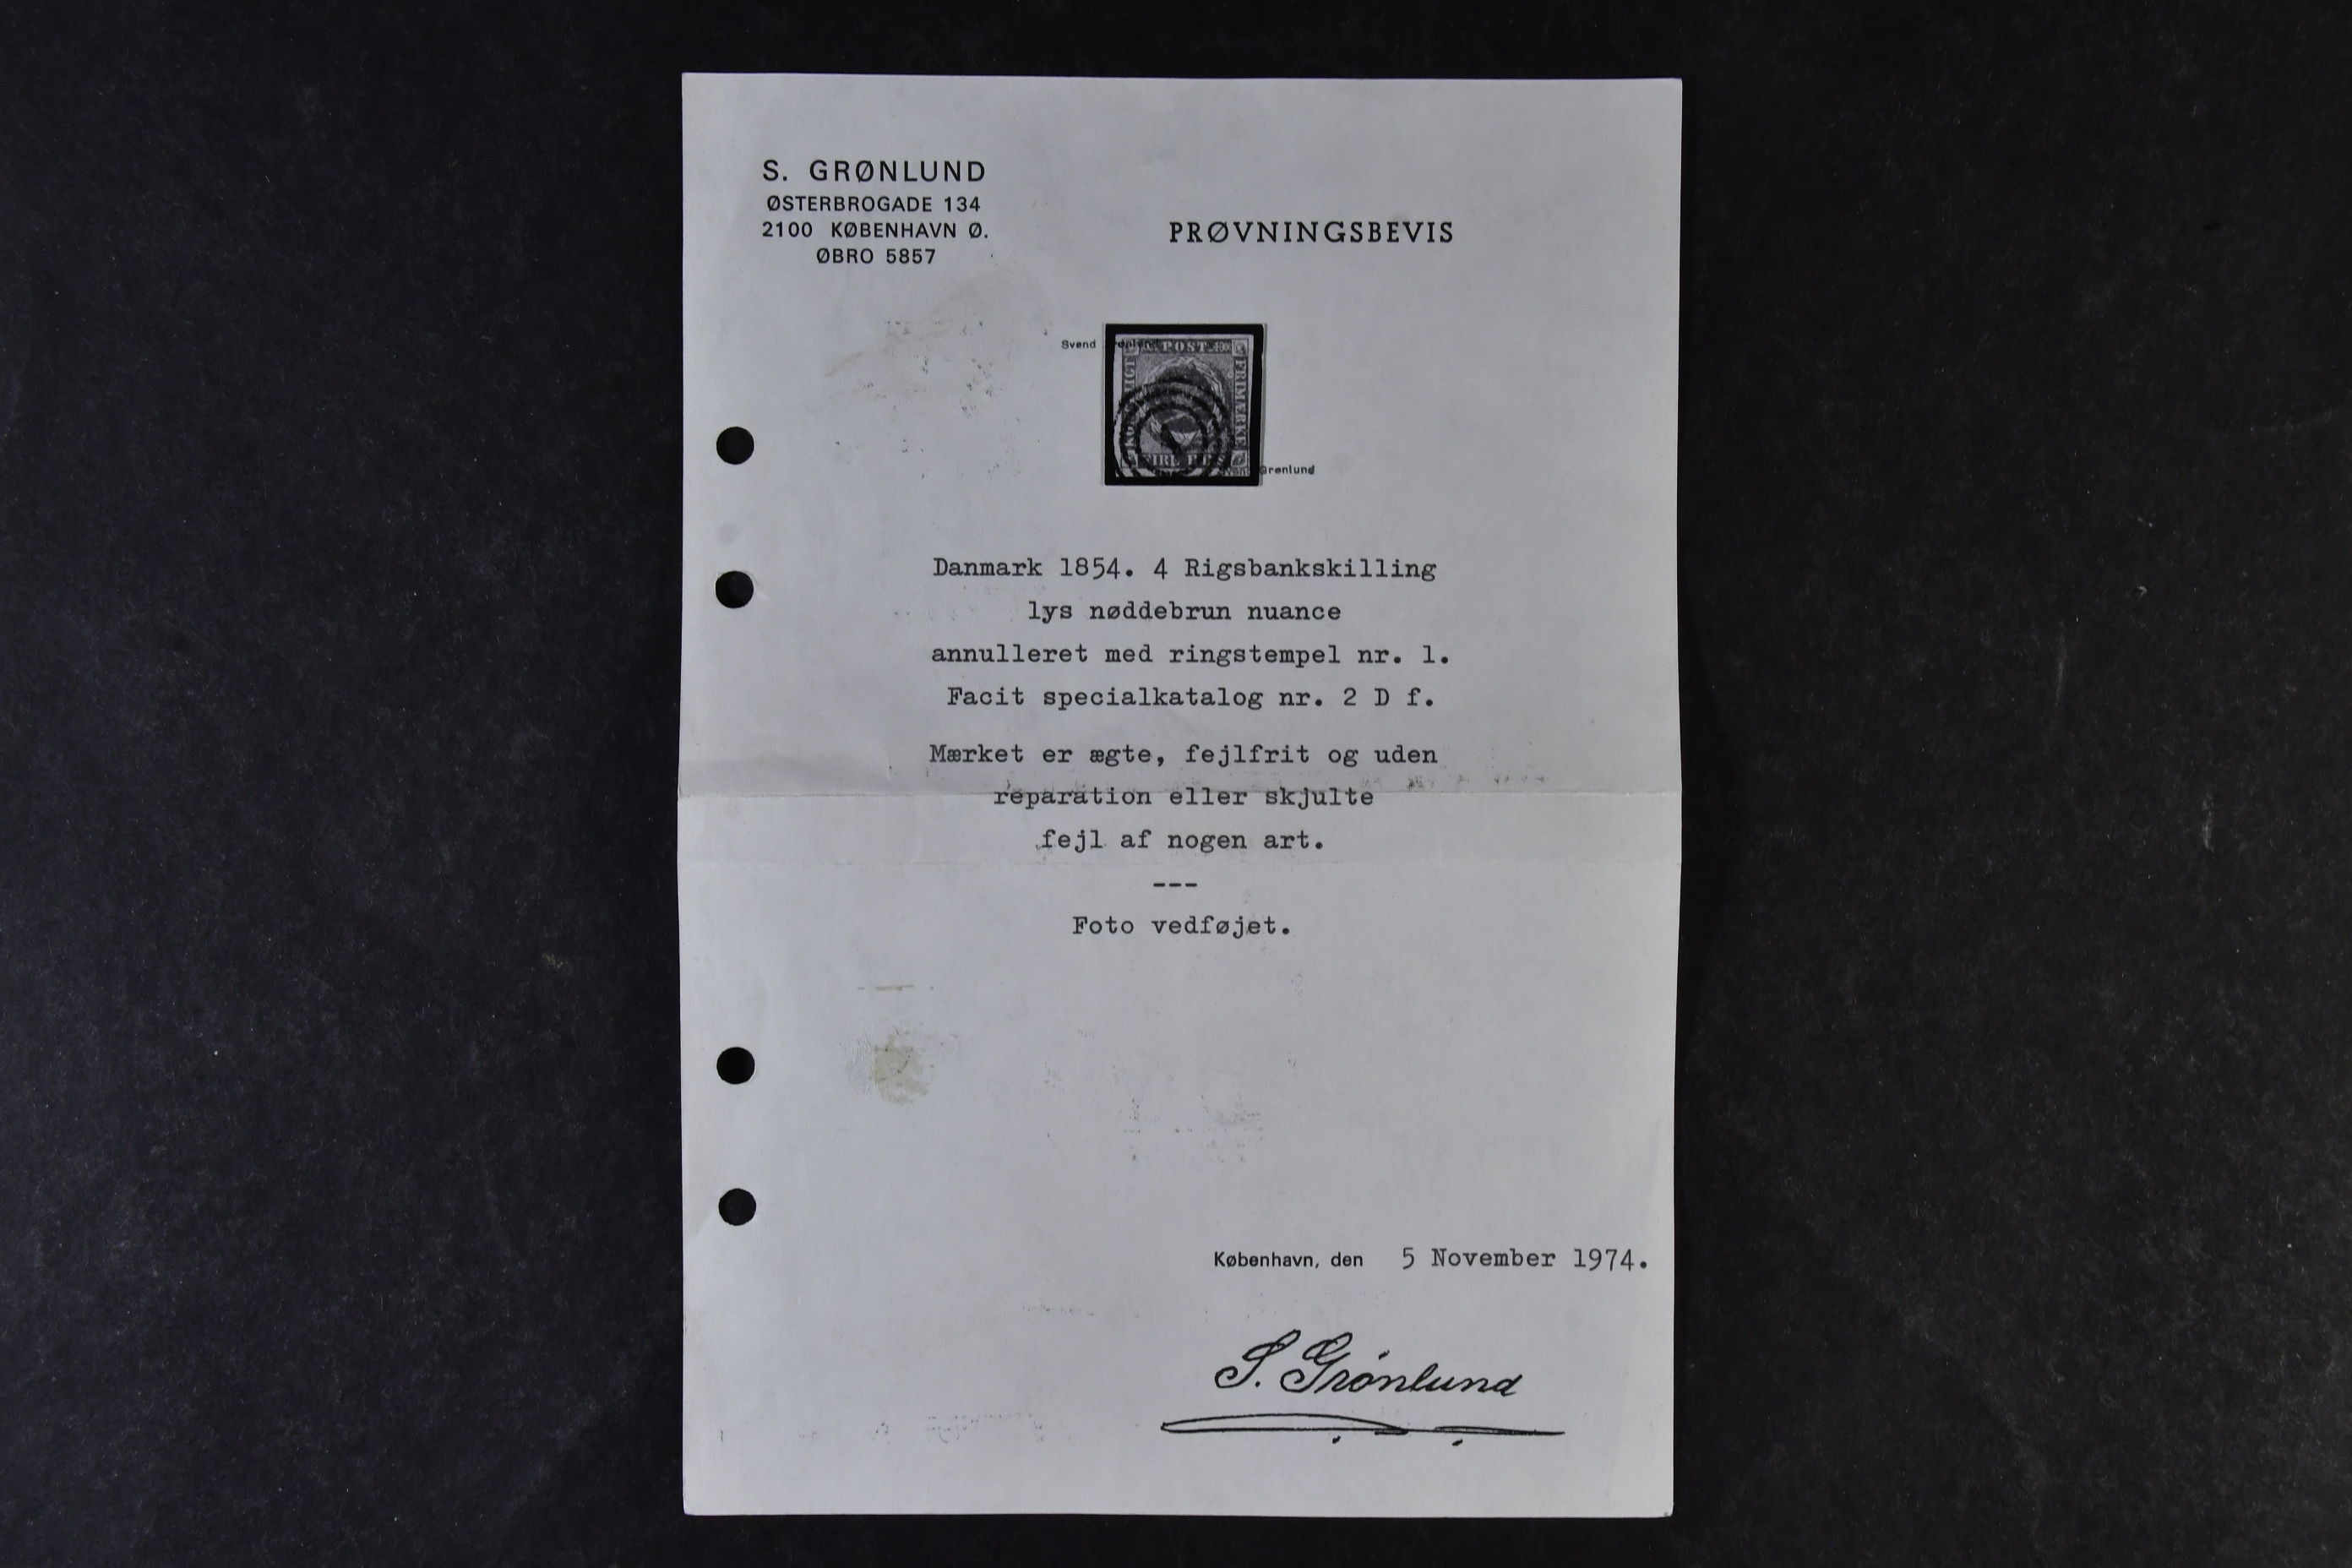 S. GRØNLUND
ØSTERBROGADE 134
2100 KØBENHAVN Ø.
ØBRO 5857
PRØVNINGSBEVIS
Svend
POST
FRIMÆRKE
FIRE
Grønlund
Danmark 1854. 4 Rigsbankskilling
lys nøddebrun nuance
annulleret med ringstempel nr. 1.
Facit specialkatalog nr. 2 D f.
Mærket er ægte, fejlfrit og uden
reparation eller skjulte
fejl af nogen art.
---
Foto vedføjet.
København, den 5 November 1974.
S. Grønlund